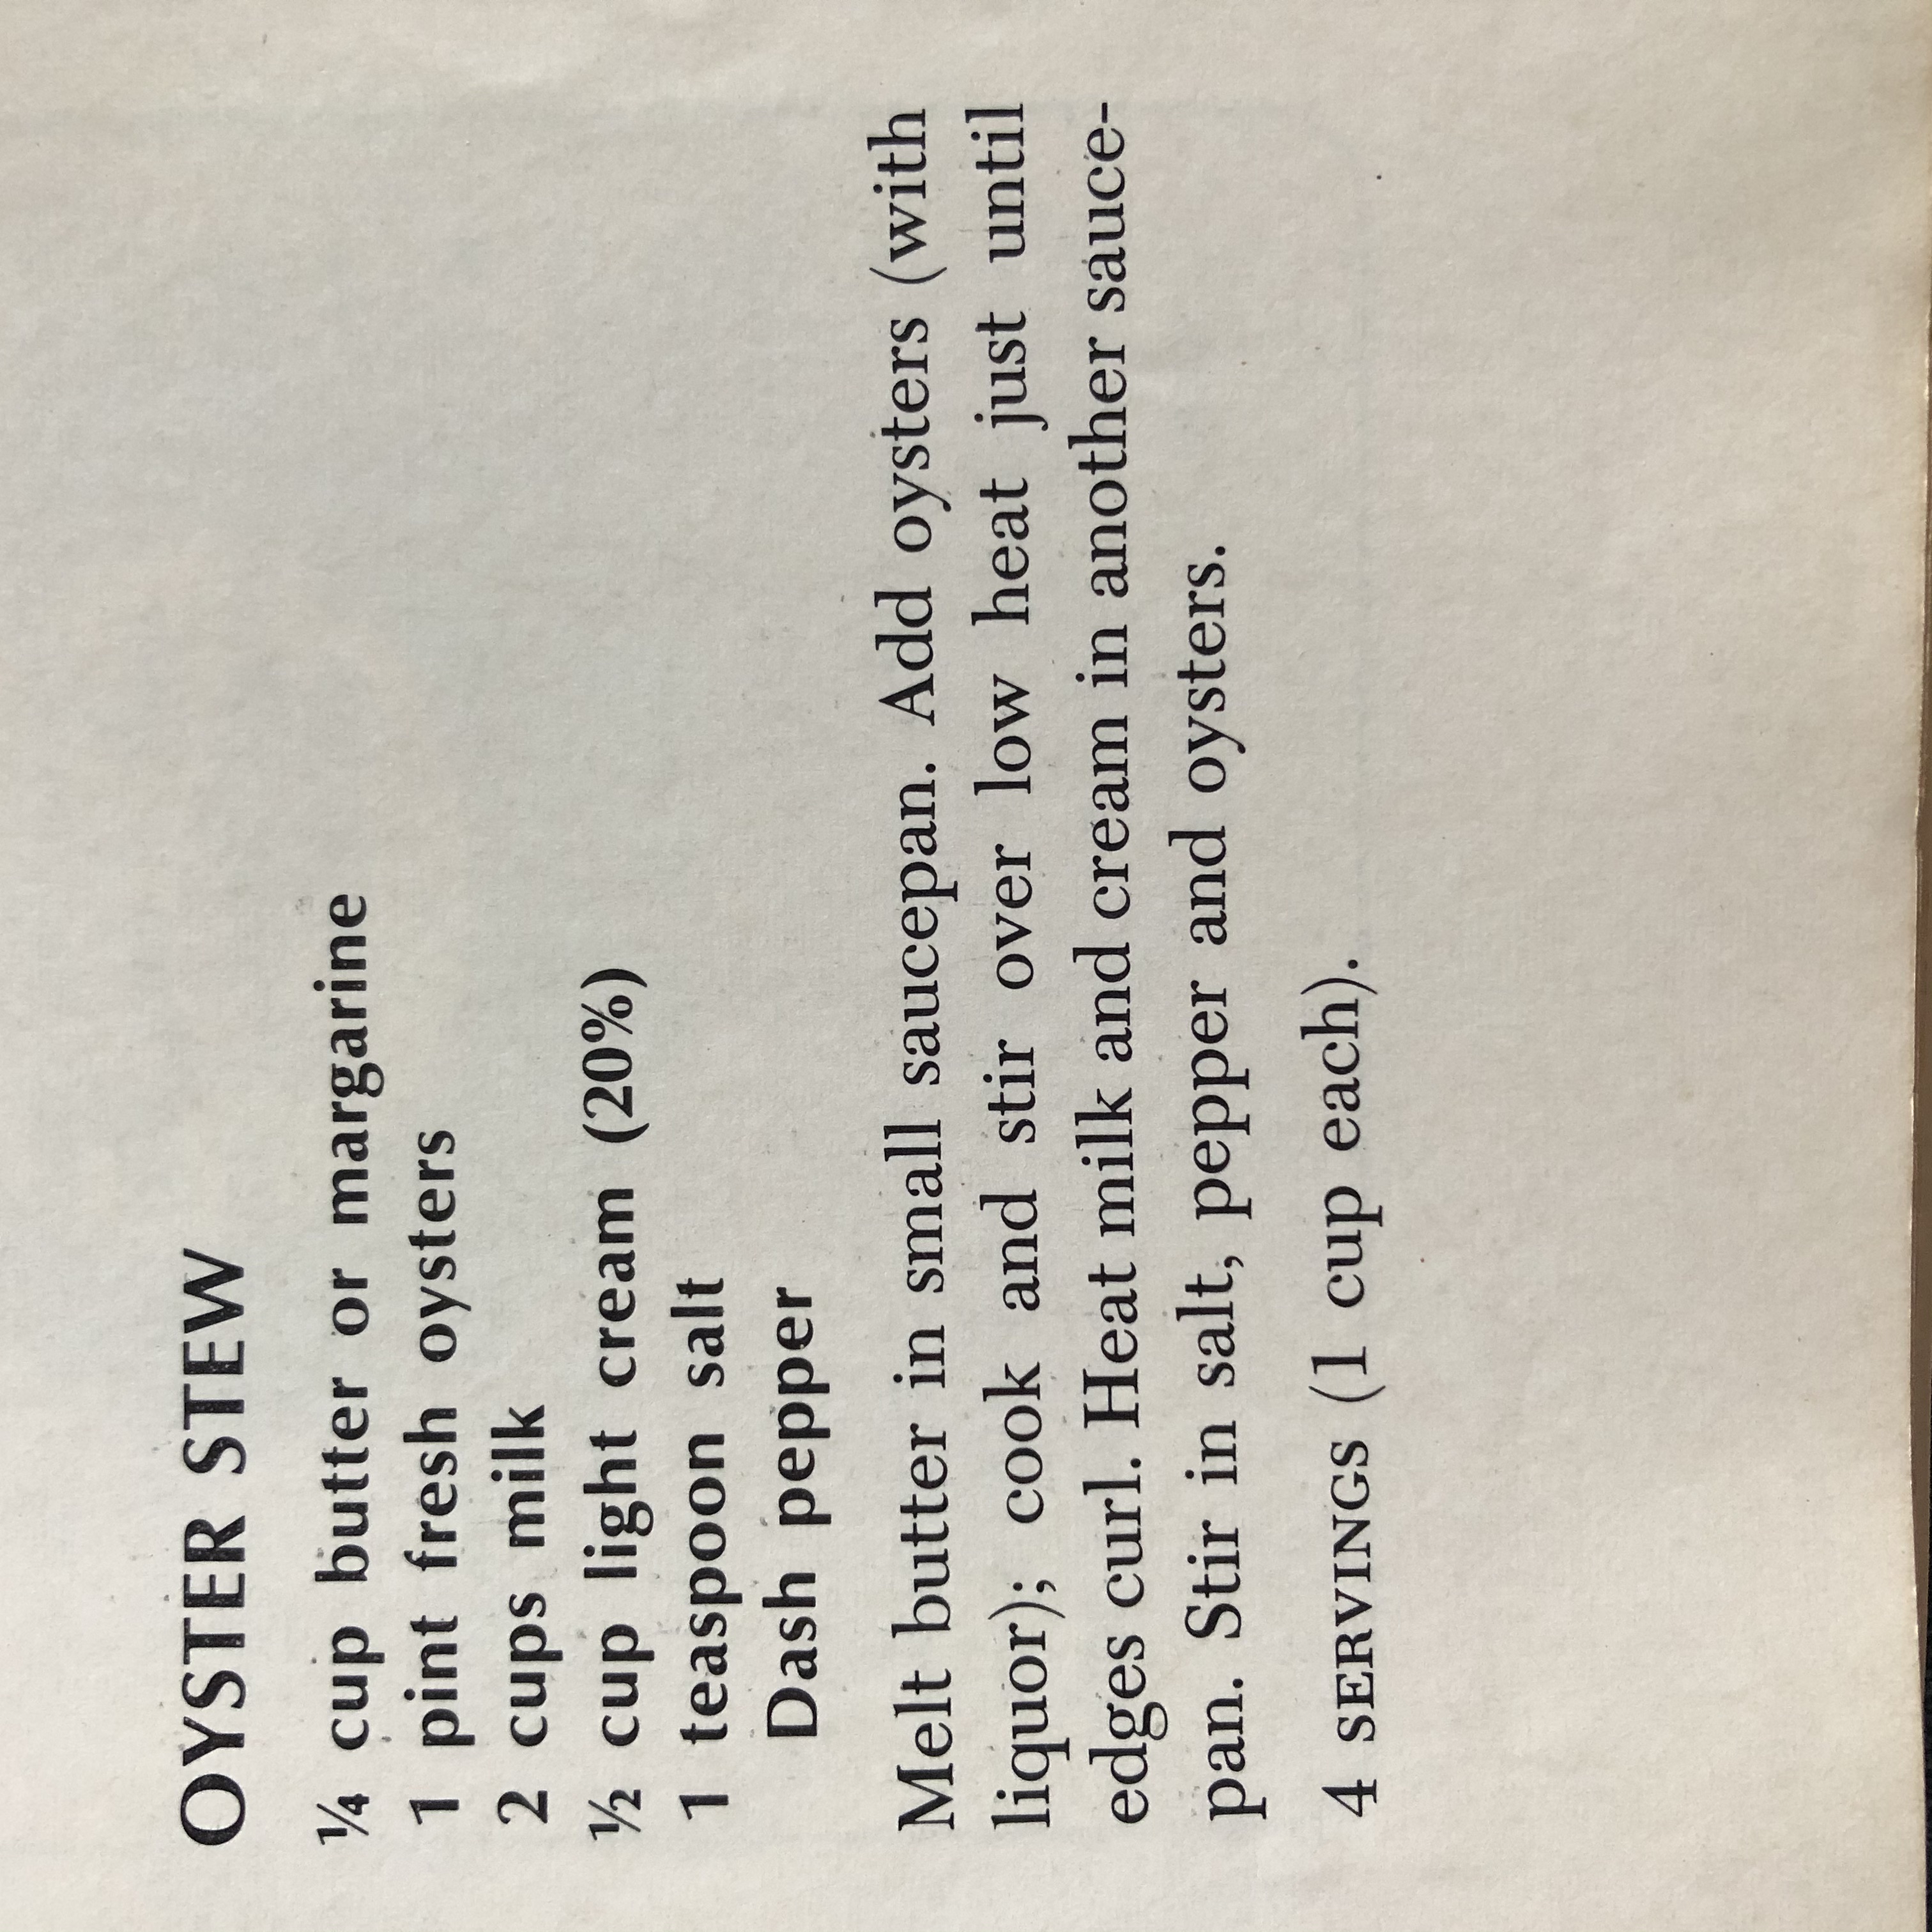 OYSTER STEW
¼ cup butter or margarine
1 pint fresh oysters
2 cups milk
½ cup light cream (20%)
1 teaspoon salt
Dash pepper
Melt butter in small saucepan. Add oysters (with
liquor); cook and stir over low heat just until
edges curl. Heat milk and cream in another sauce-
pan. Stir in salt, pepper and oysters.
4 SERVINGS (1 cup each).